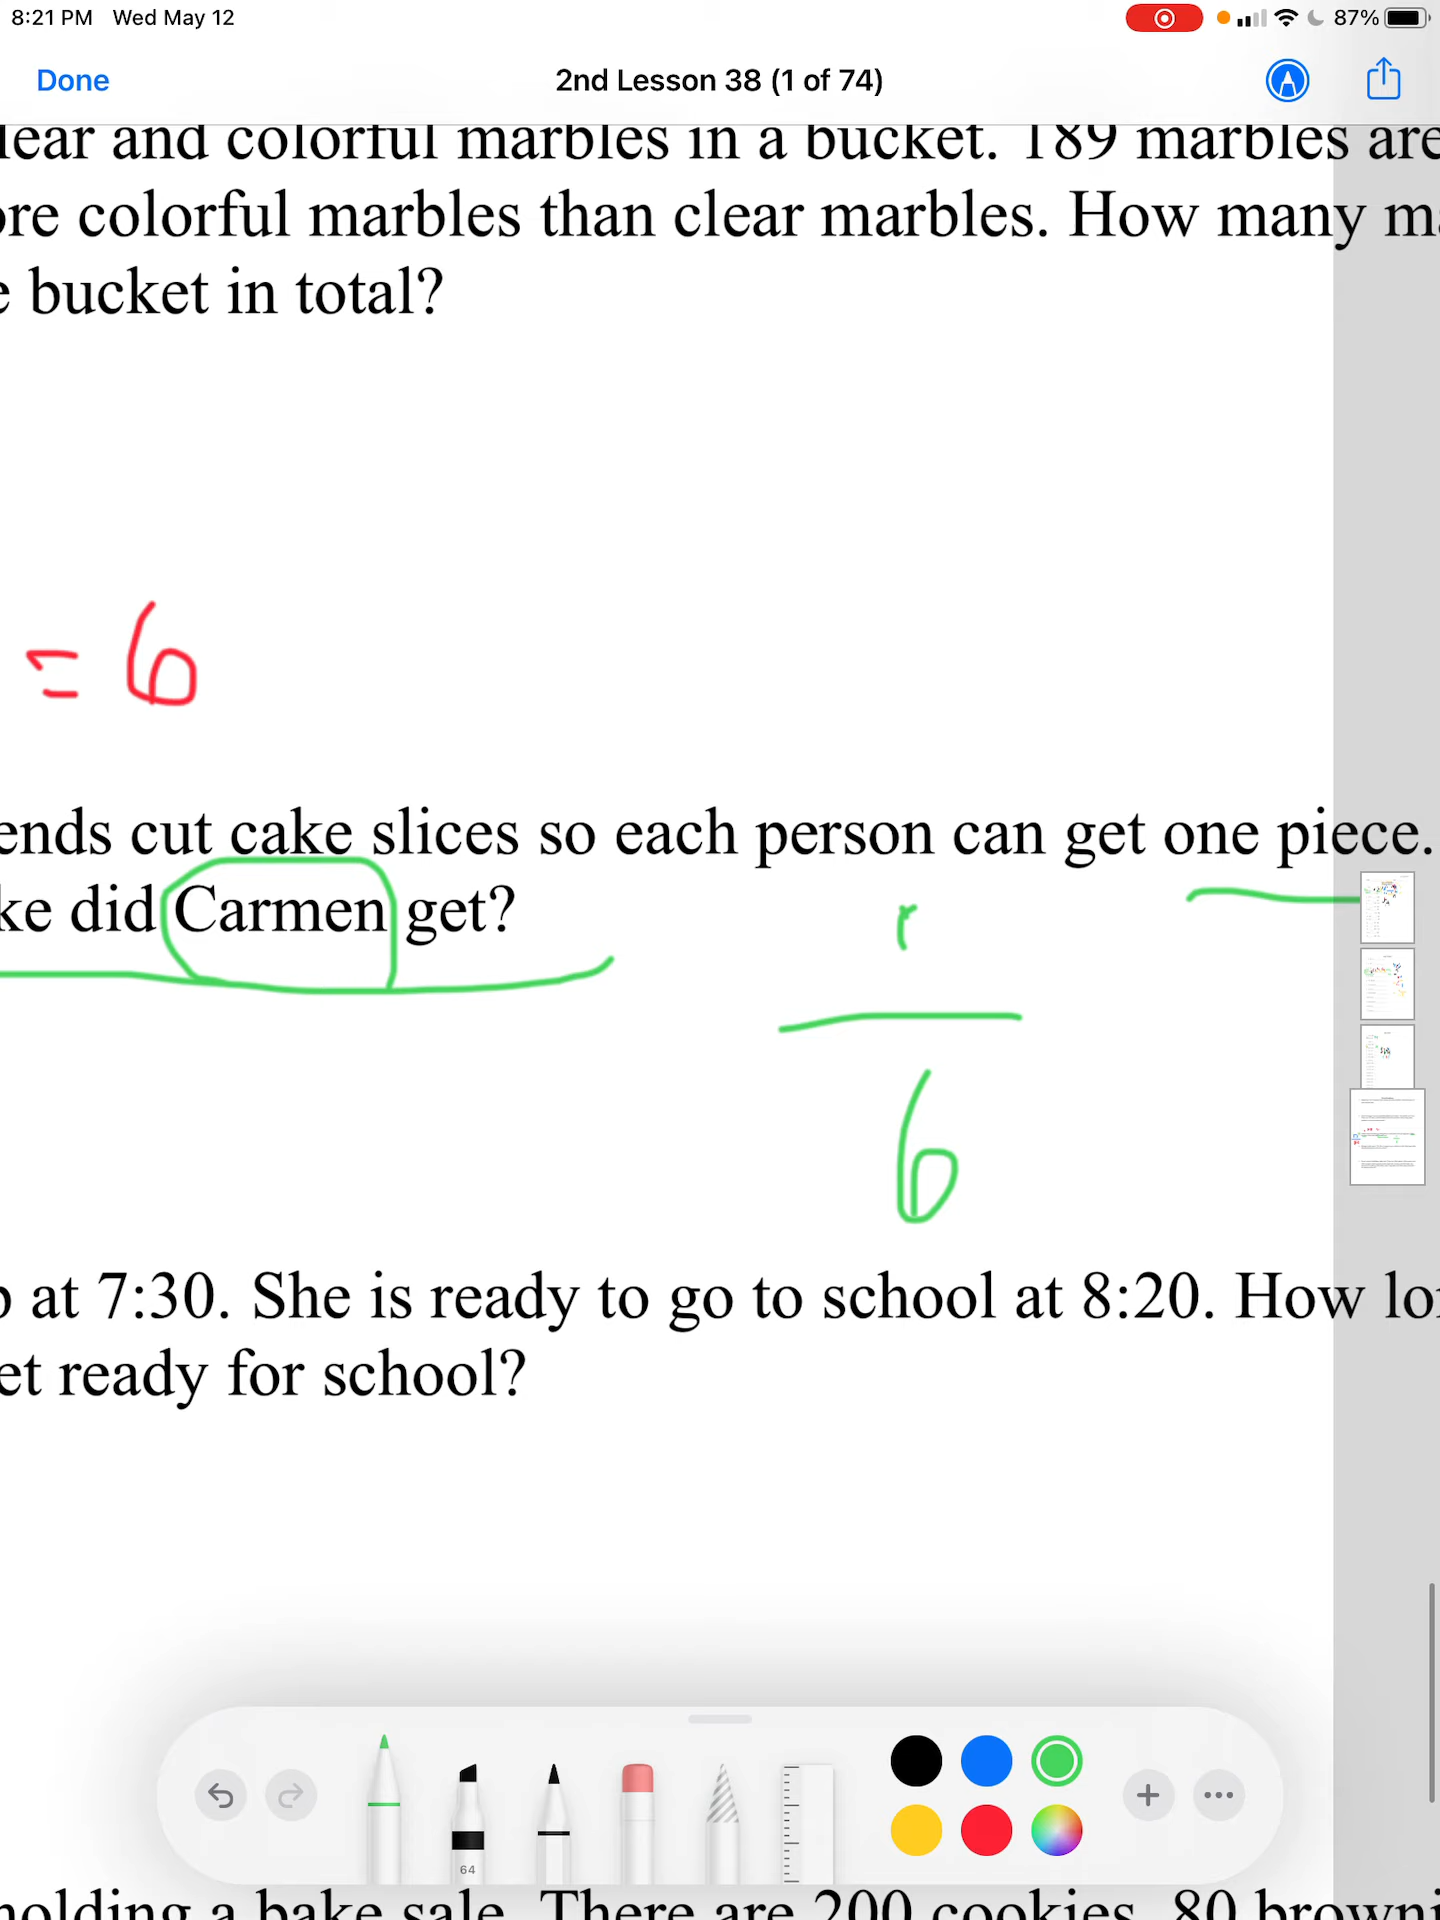 8:21 PM Wed May 12
87%
Done
2nd Lesson 38 (1 of 74)
lear and colorful marbles in a bucket. 189 marbles are
ore colorful marbles than clear marbles. How many m
bucket in total?
= 6
ends cut cake slices so each person can get one piece.
ke did Carmen get?
6
at 7:30. She is ready to go to school at 8:20. How lo
et ready for school?
64
holding a bake sale. There are 200 cookies, 80 browni